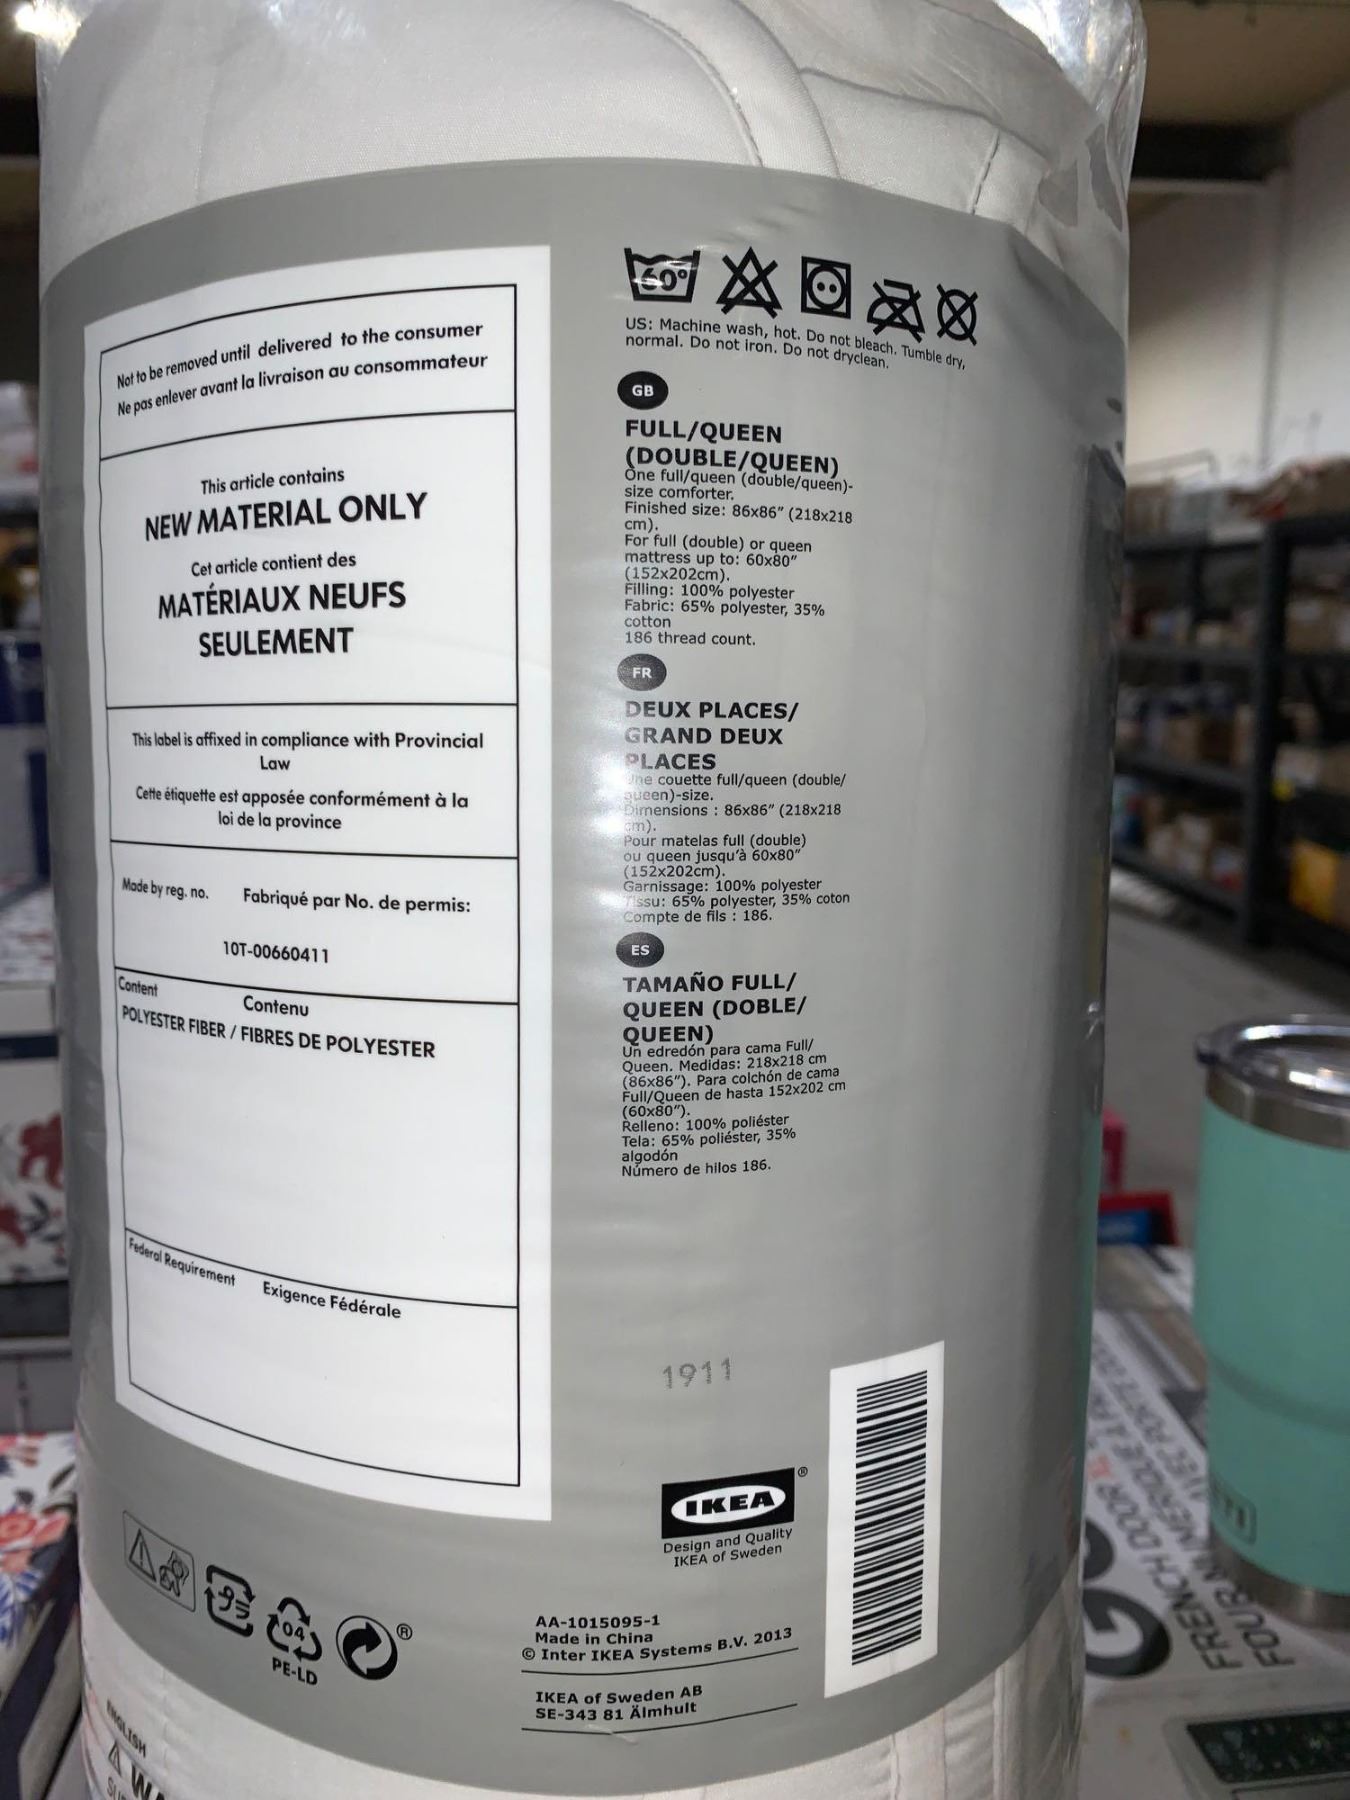 Not to be removed until delivered to the consumer
Ne pas enlever avant la livraison au consommateur
This article contains
NEW MATERIAL ONLY
Cet article contient des
MATÉRIAUX NEUFS
SEULEMENT
This label is affixed in compliance with Provincial
Law
Cette étiquette est apposée conformément à la
loi de la province
Made by reg. no. Fabriqué par No. de permis:
10T-00660411
Content Contenu
POLYESTER FIBER / FIBRES DE POLYESTER
Federal Requirement Exigence Fédérale
60°
US: Machine wash, hot. Do not bleach. Tumble dry,
normal. Do not iron. Do not dryclean.
GB
FULL/QUEEN
(DOUBLE/QUEEN)
One full/queen (double/queen)-
size comforter.
Finished size: 86x86” (218x218
cm).
For full (double) or queen
mattress up to: 60x80”
(152x202cm).
Filling: 100% polyester
Fabric: 65% polyester, 35%
cotton
186 thread count.
FR
DEUX PLACES/
GRAND DEUX
PLACES
Une couette full/queen (double/
queen)-size.
Dimensions : 86x86” (218x218
cm).
Pour matelas full (double)
ou queen jusqu’à 60x80”
(152x202cm).
Garnissage: 100% polyester
Tissu: 65% polyester, 35% coton
Compte de fils : 186.
ES
TAMAÑO FULL/
QUEEN (DOBLE/
QUEEN)
Un edredón para cama Full/
Queen. Medidas: 218x218 cm
(86x86”). Para colchón de cama
Full/Queen de hasta 152x202 cm
(60x80”).
Relleno: 100% poliéster
Tela: 65% poliéster, 35%
algodón
Número de hilos 186.
1911
IKEA ®
Design and Quality
IKEA of Sweden
04
PE-LD
®
AA-1015095-1
Made in China
© Inter IKEA Systems B.V. 2013
IKEA of Sweden AB
SE-343 81 Älmhult
ENGLISH
FRENCH DOOR